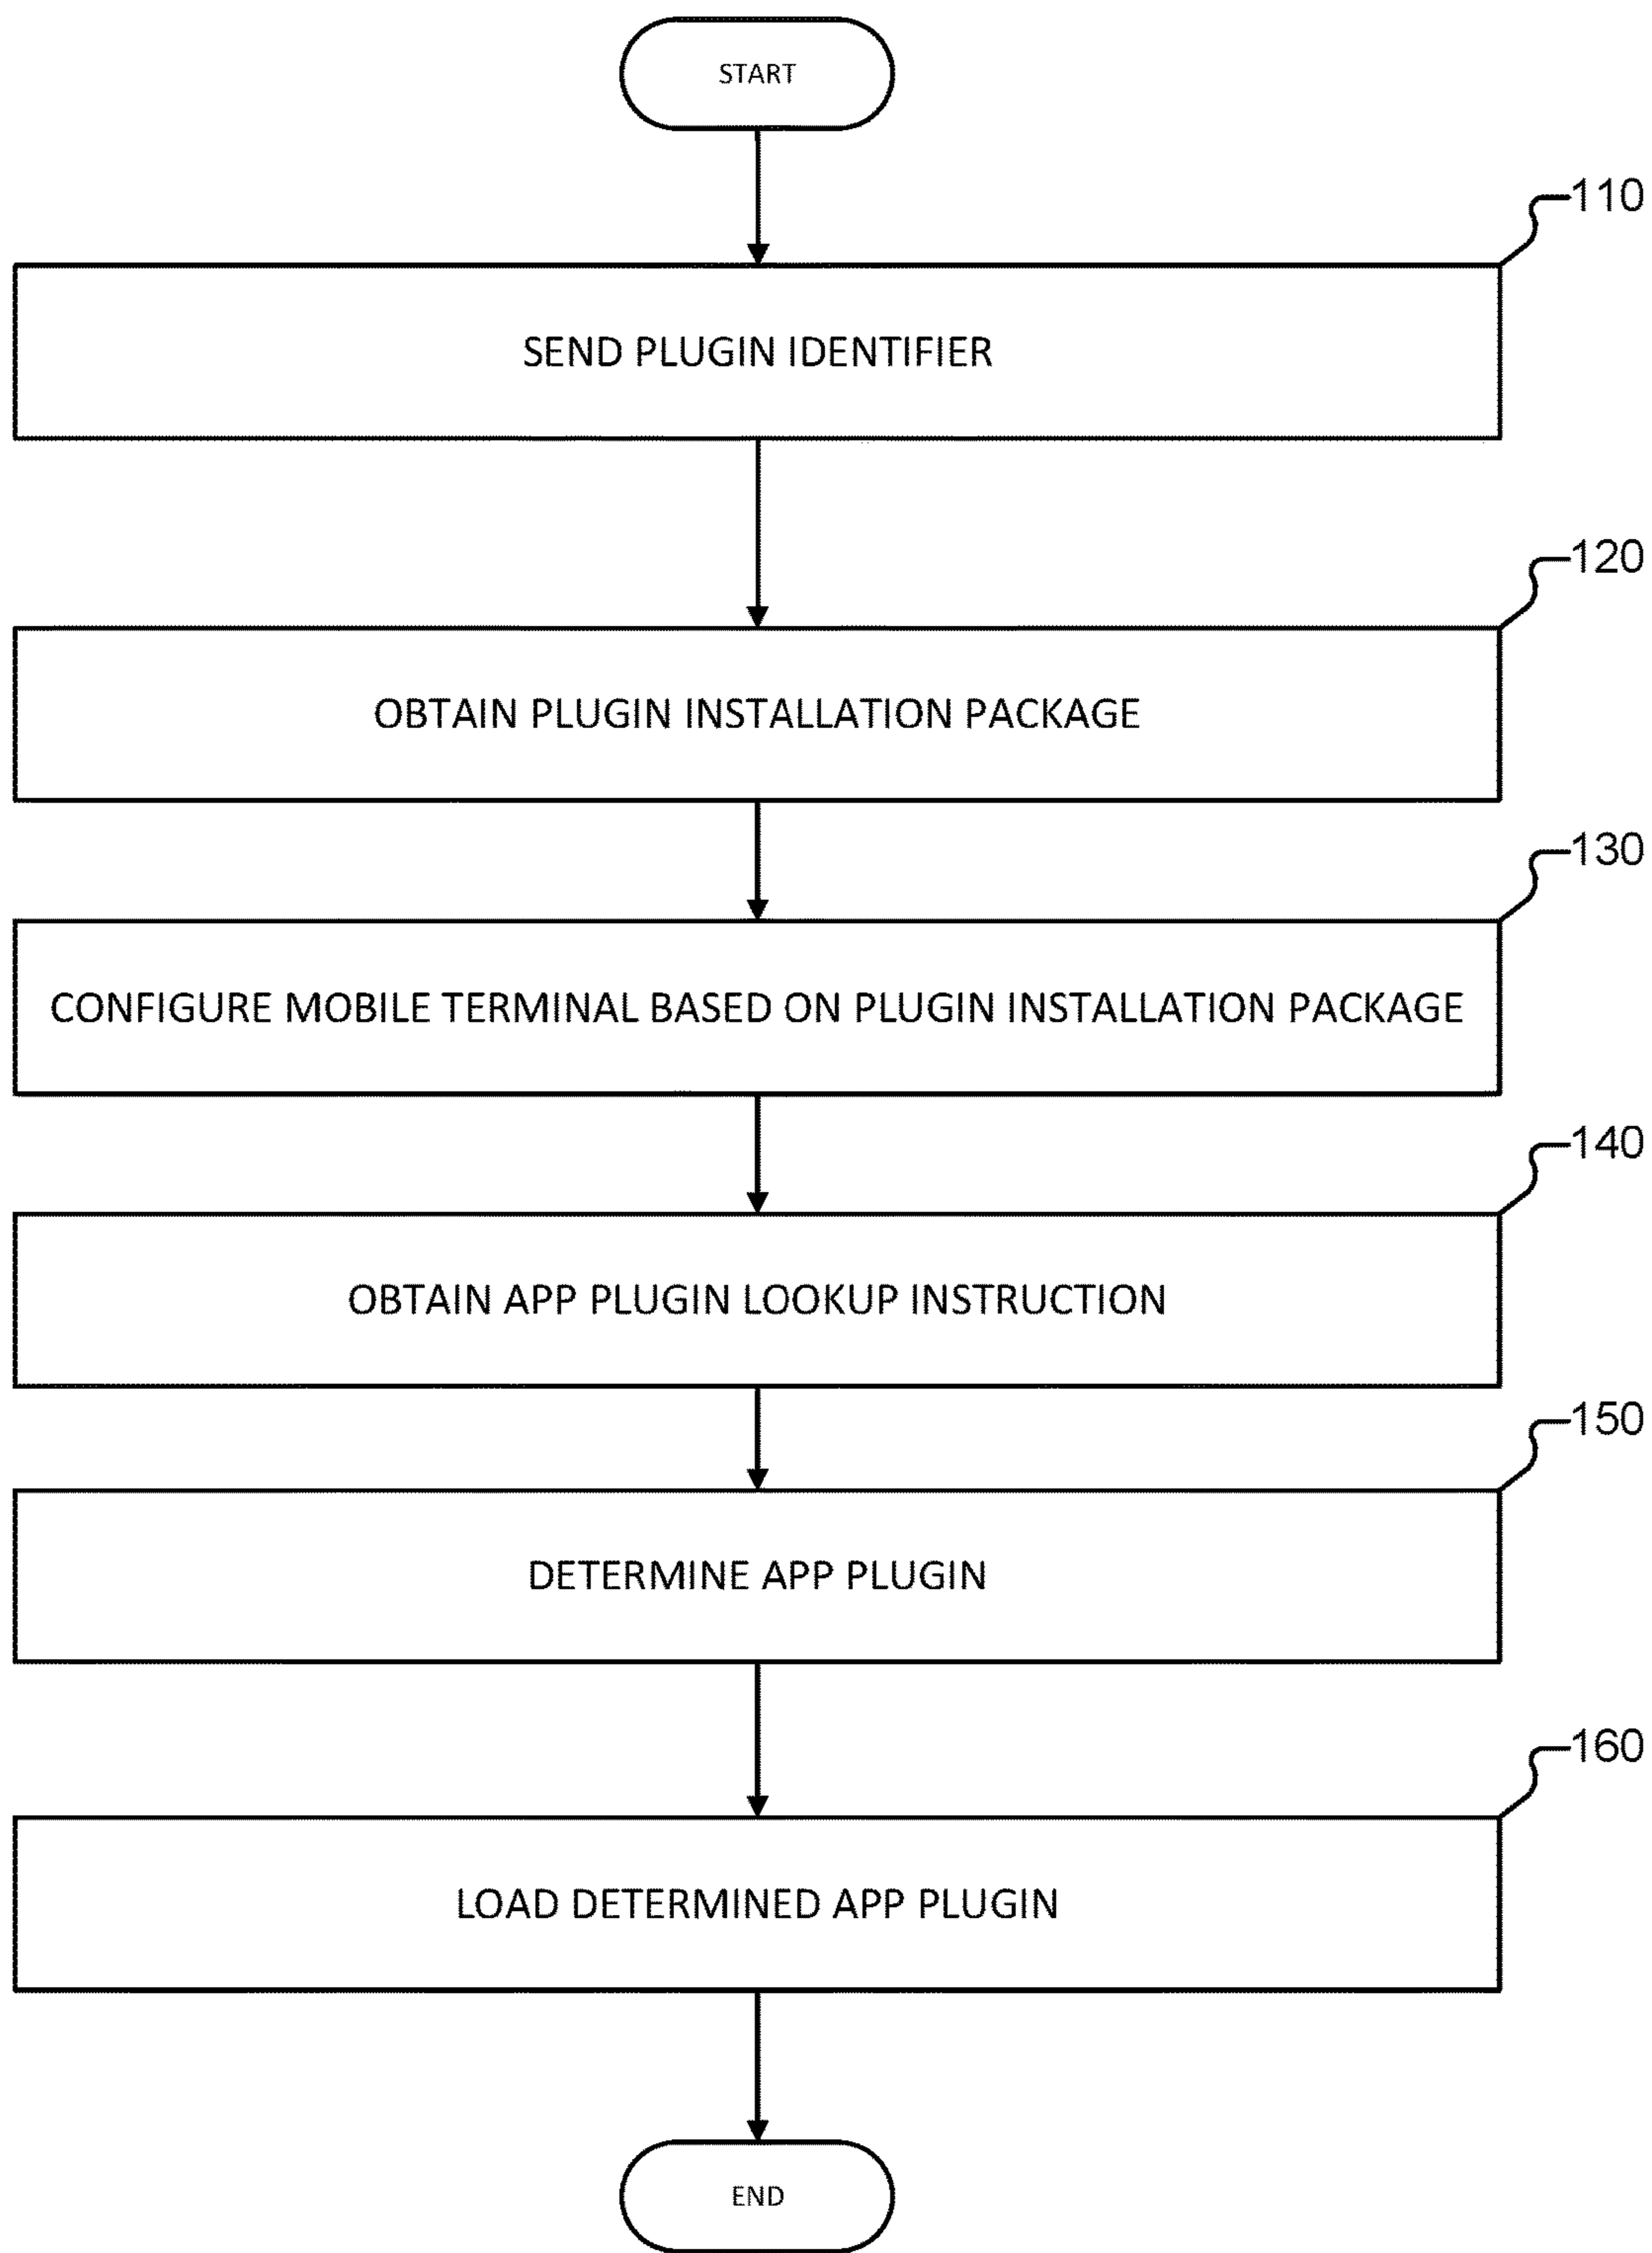 START
110
SEND PLUGIN IDENTIFIER
120
OBTAIN PLUGIN INSTALLATION PACKAGE
130
CONFIGURE MOBILE TERMINAL BASED ON PLUGIN INSTALLATION PACKAGE
140
OBTAIN APP PLUGIN LOOKUP INSTRUCTION
150
DETERMINE APP PLUGIN
160
LOAD DETERMINED APP PLUGIN
END